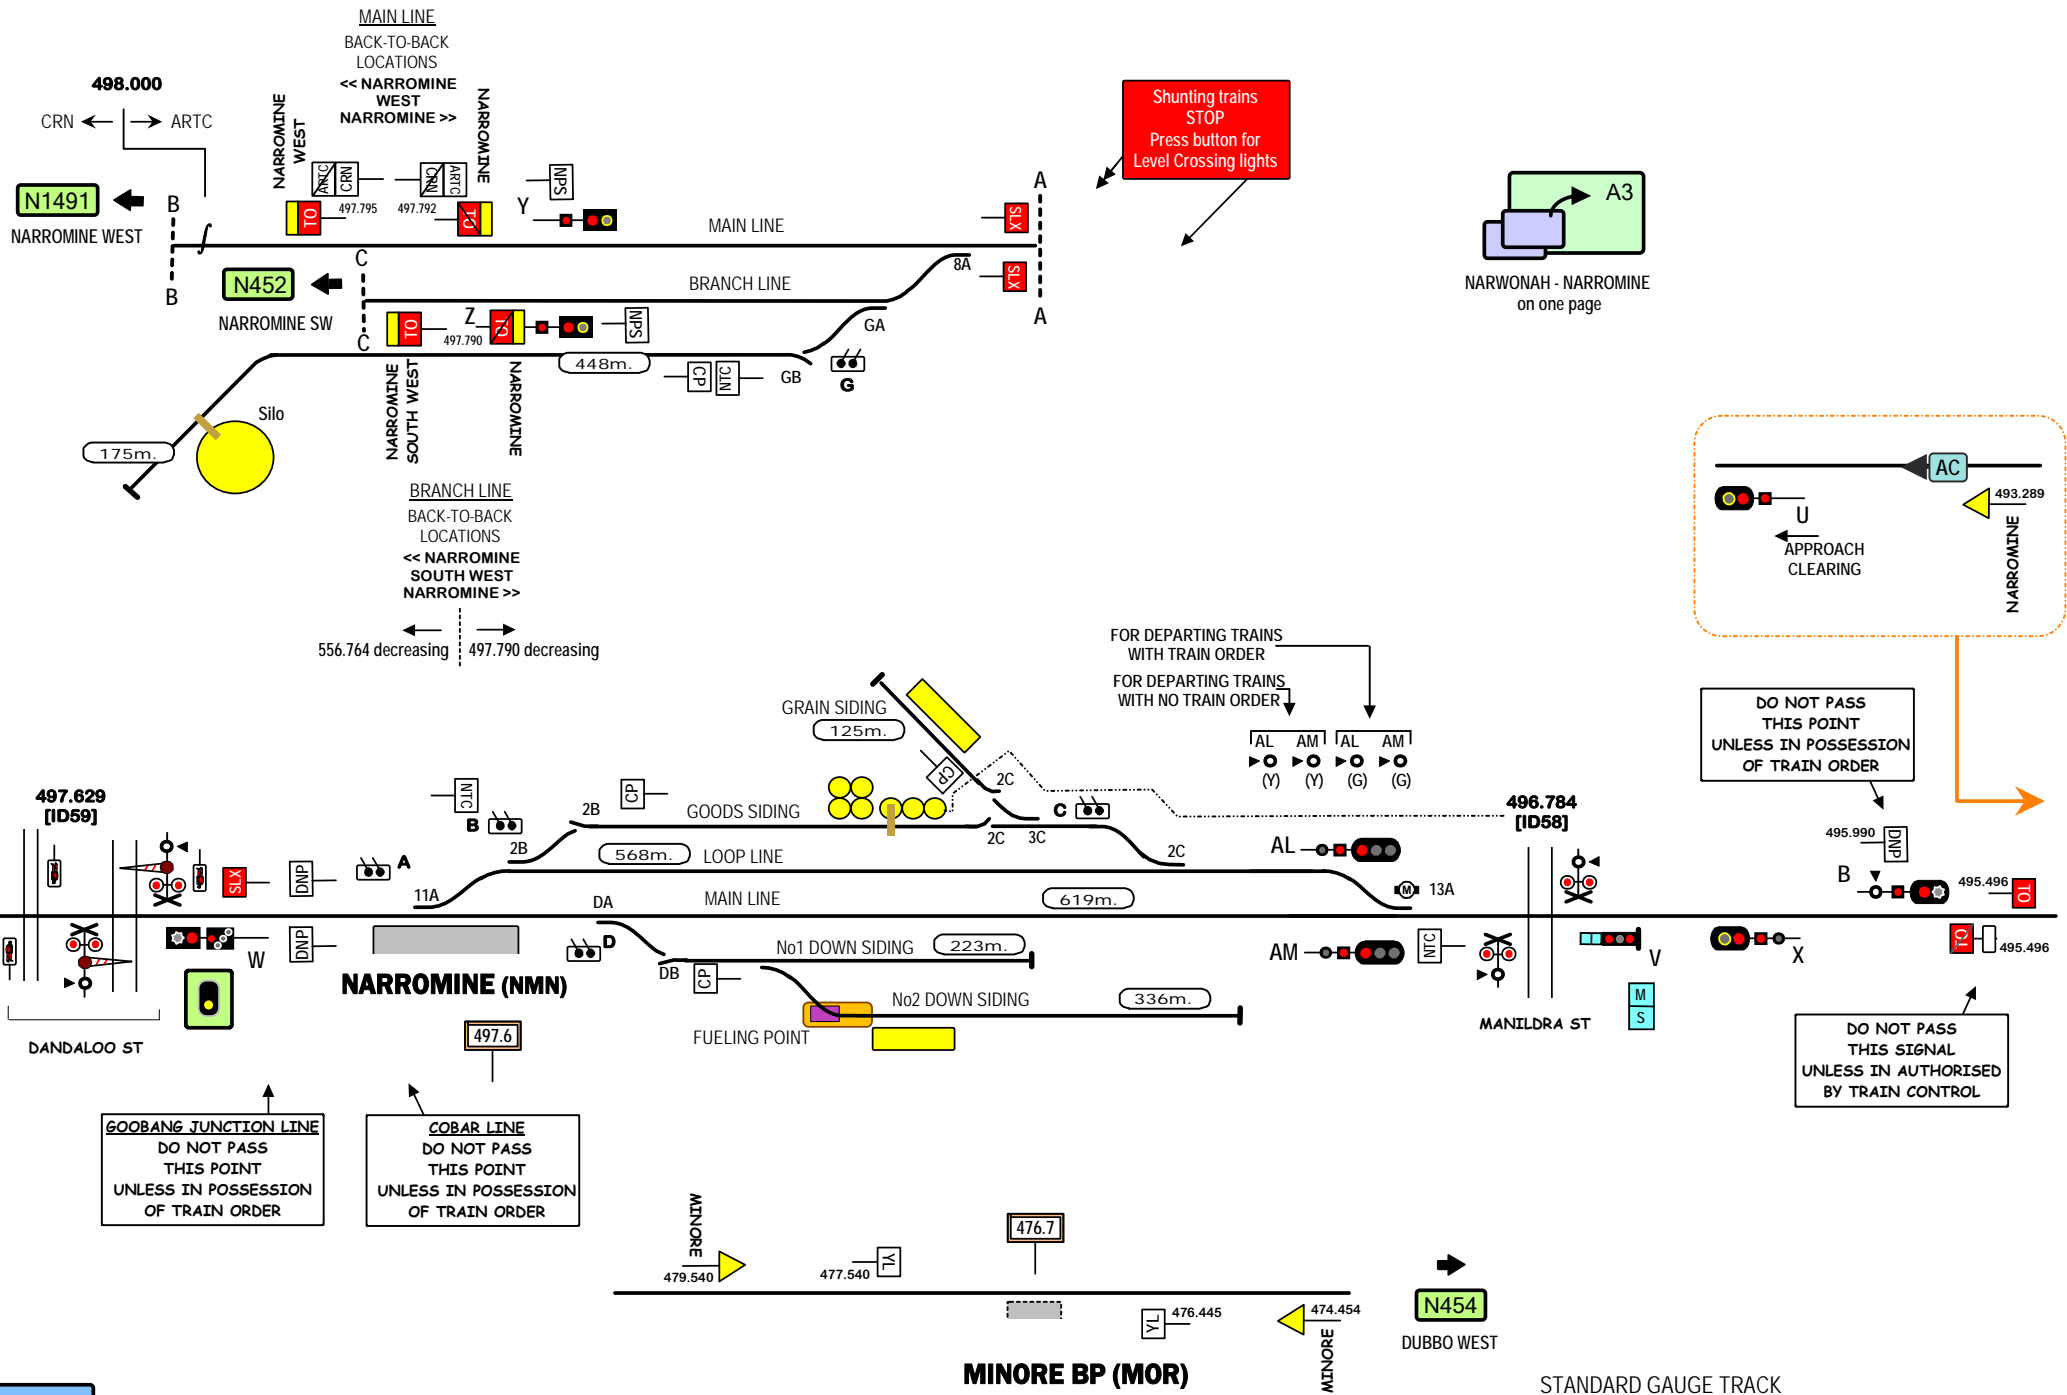 MAIN LINE
BACK-TO-BACK
LOCATIONS
<< NARROMINE
WEST
NARROMINE >>
498.000
CRN
ARTC
NARROMINE
WEST
NARROMINE
ARTC
CRN
CRN
ARTC
NPS
N1491
NARROMINE WEST
B
B
TO
497.795
497.792
TO
Y
MAIN LINE
SLX
A
Shunting trains
STOP
Press button for
Level Crossing lights
A3
NARWONAH - NARROMINE
on one page
N452
NARROMINE SW
C
C
BRANCH LINE
8A
SLX
A
TO
Z
497.790
TO
NPS
GA
448m.
CP
NTC
GB
G
NARROMINE
SOUTH WEST
NARROMINE
Silo
175m.
BRANCH LINE
BACK-TO-BACK
LOCATIONS
<< NARROMINE
SOUTH WEST
NARROMINE >>
556.764 decreasing
497.790 decreasing
AC
493.289
U
APPROACH
CLEARING
NARROMINE
FOR DEPARTING TRAINS
WITH TRAIN ORDER
FOR DEPARTING TRAINS
WITH NO TRAIN ORDER
AL AM AL AM
(Y) (Y) (G) (G)
GRAIN SIDING
125m.
CP
2C
DO NOT PASS
THIS POINT
UNLESS IN POSSESSION
OF TRAIN ORDER
497.629
[ID59]
NTC
B
2B
CP
GOODS SIDING
C
2C
3C
2C
496.784
[ID58]
495.990
DNP
SLX
DNP
A
2B
568m.
LOOP LINE
AL
B
495.496
TO
11A
DA
MAIN LINE
619m.
M
13A
W
DNP
D
No1 DOWN SIDING
223m.
AM
NTC
V
X
TO
495.496
NARROMINE (NMN)
DB
CP
No2 DOWN SIDING
336m.
M
S
MANILDRA ST
FUELING POINT
DANDALOO ST
497.6
DO NOT PASS
THIS SIGNAL
UNLESS IN AUTHORISED
BY TRAIN CONTROL
GOOBANG JUNCTION LINE
DO NOT PASS
THIS POINT
UNLESS IN POSSESSION
OF TRAIN ORDER
COBAR LINE
DO NOT PASS
THIS POINT
UNLESS IN POSSESSION
OF TRAIN ORDER
MINORE
479.540
477.540
YL
476.7
YL
476.445
474.454
MINORE
N454
DUBBO WEST
MINORE BP (MOR)
STANDARD GAUGE TRACK